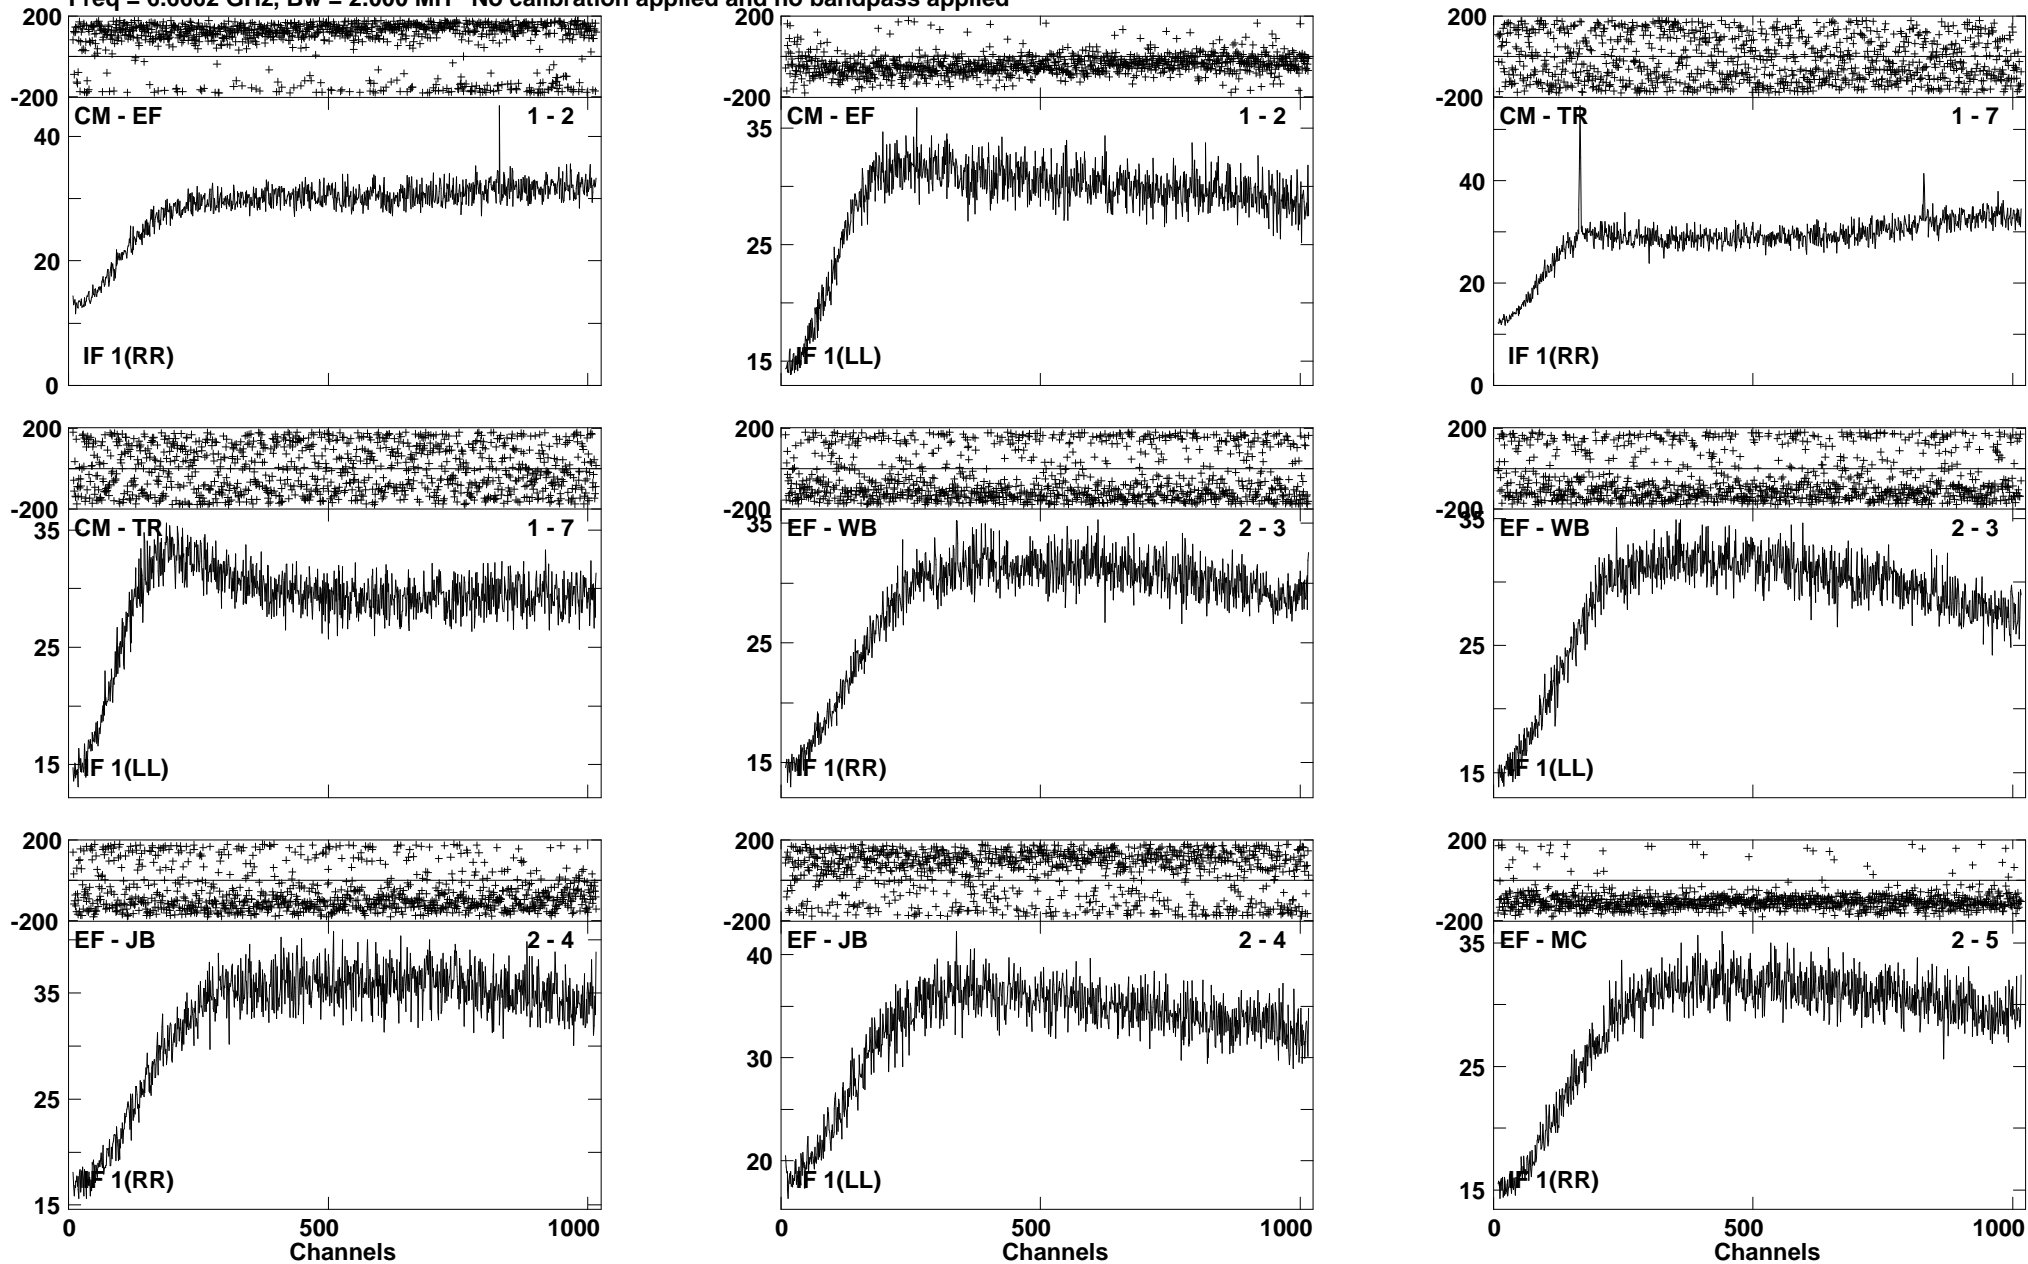 Freq = 6.6662 GHz, Bw = 2.000 MH No calibration applied and no bandpass applied
200
-200
CM - EF
1 - 2
40
20
0
IF 1(RR)
200
-200
CM - EF
1 - 2
35
25
15
IF 1(LL)
200
-200
CM - TR
1 - 7
40
20
0
IF 1(RR)
200
-200
CM - TR
1 - 7
35
25
15
IF 1(LL)
200
-200
EF - WB
2 - 3
35
25
15
IF 1(RR)
200
-200
EF - WB
2 - 3
35
25
15
IF 1(LL)
200
-200
EF - JB
2 - 4
35
25
15
IF 1(RR)
0
500
1000
Channels
200
-200
EF - JB
2 - 4
40
30
20
IF 1(LL)
0
500
1000
200
-200
EF - MC
2 - 5
35
25
15
IF 1(RR)
0
500
1000
Channels